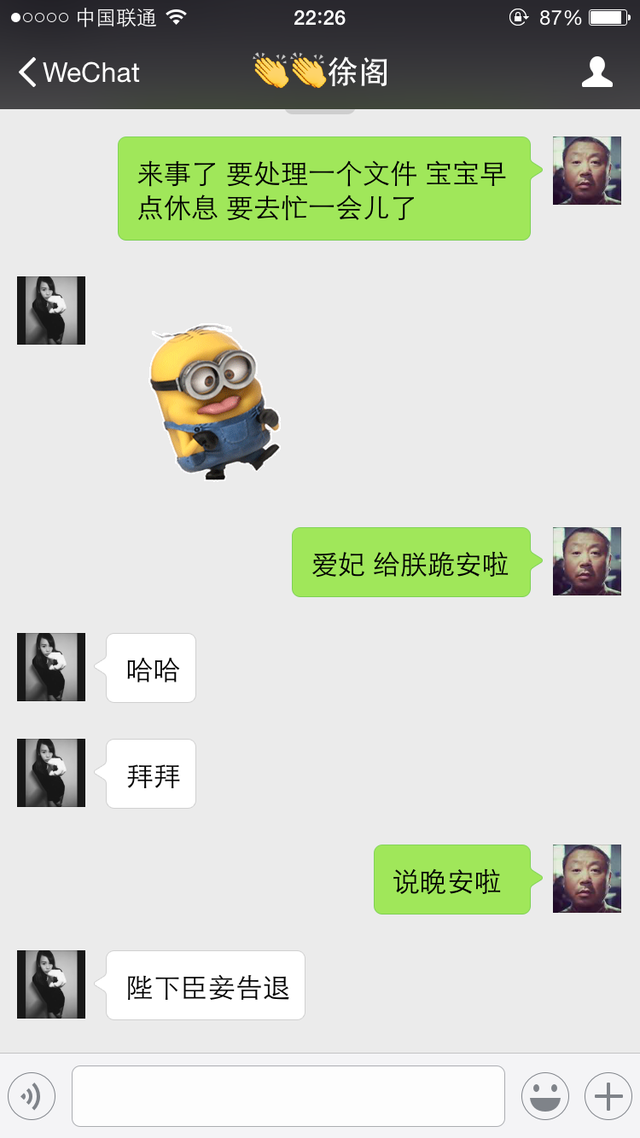 中国联通 22:26 87%
WeChat 👏👏徐阁
来事了 要处理一个文件 宝宝早
点休息 要去忙一会儿了
爱妃 给朕跪安啦
哈哈
拜拜
说晚安啦
陛下臣妾告退